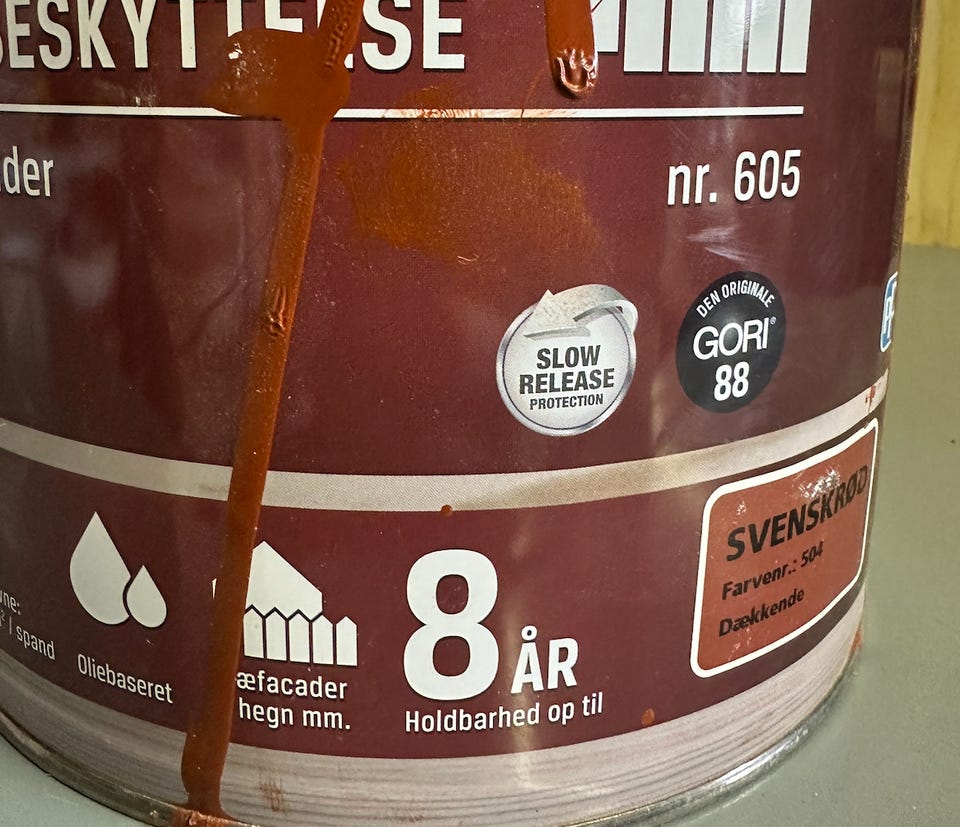 BESKYTTELSE
der
nr. 605
DEN ORIGINALE
GORI®
88
SLOW
RELEASE
PROTECTION
SVENSKRØD
Farvenr.: 504
Dækkende
l spand
Oliebaseret
æfacader
hegn mm.
8 ÅR
Holdbarhed op til